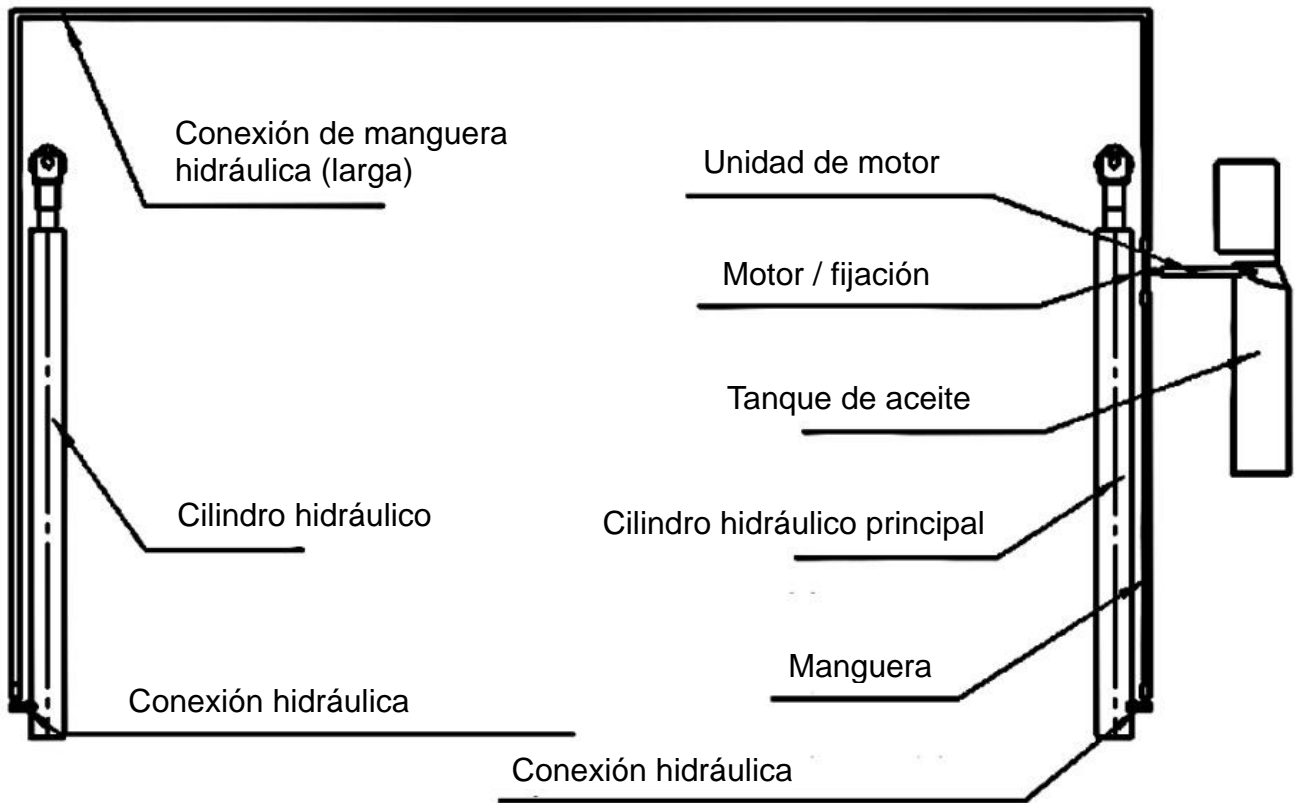 Conexión de manguera
hidráulica (larga)
Unidad de motor
Motor / fijación
Tanque de aceite
Cilindro hidráulico
Cilindro hidráulico principal
Manguera
Conexión hidráulica
Conexión hidráulica